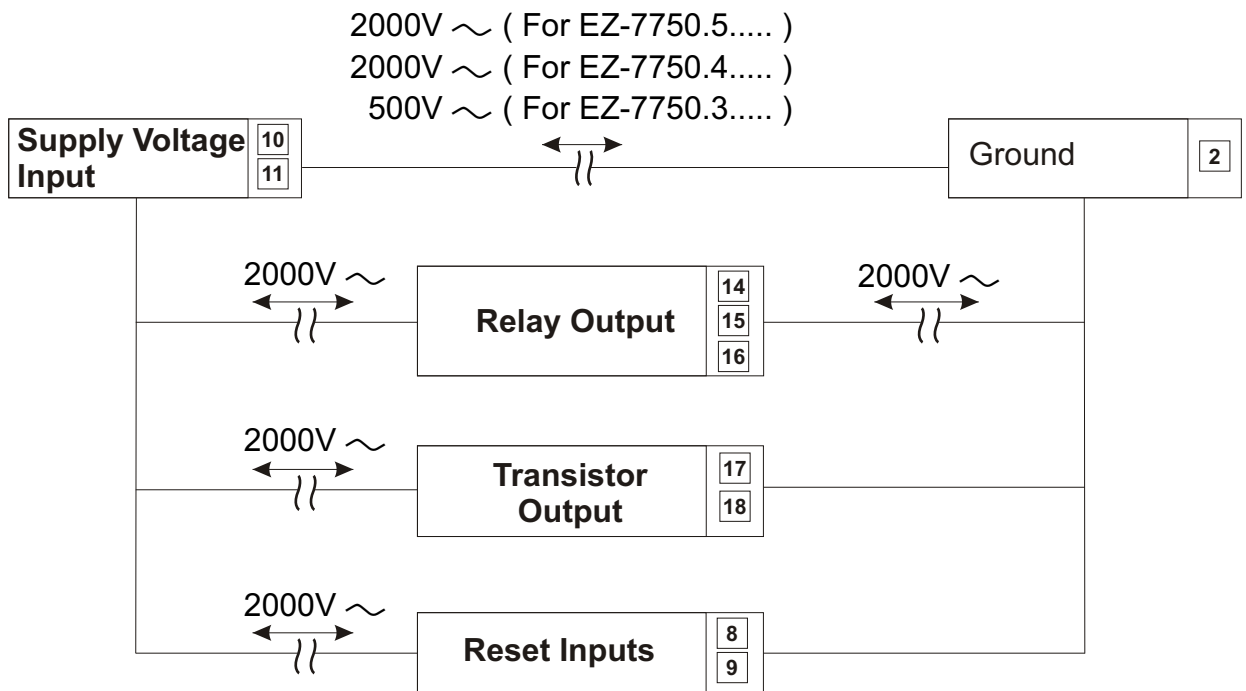 2000V ～ ( For EZ-7750.5..... )
2000V ～ ( For EZ-7750.4..... )
500V ～ ( For EZ-7750.3..... )
Supply Voltage
Input
10
11
Ground
2
2000V ～
Relay Output
14
15
16
2000V ～
2000V ～
Transistor
Output
17
18
2000V ～
Reset Inputs
8
9